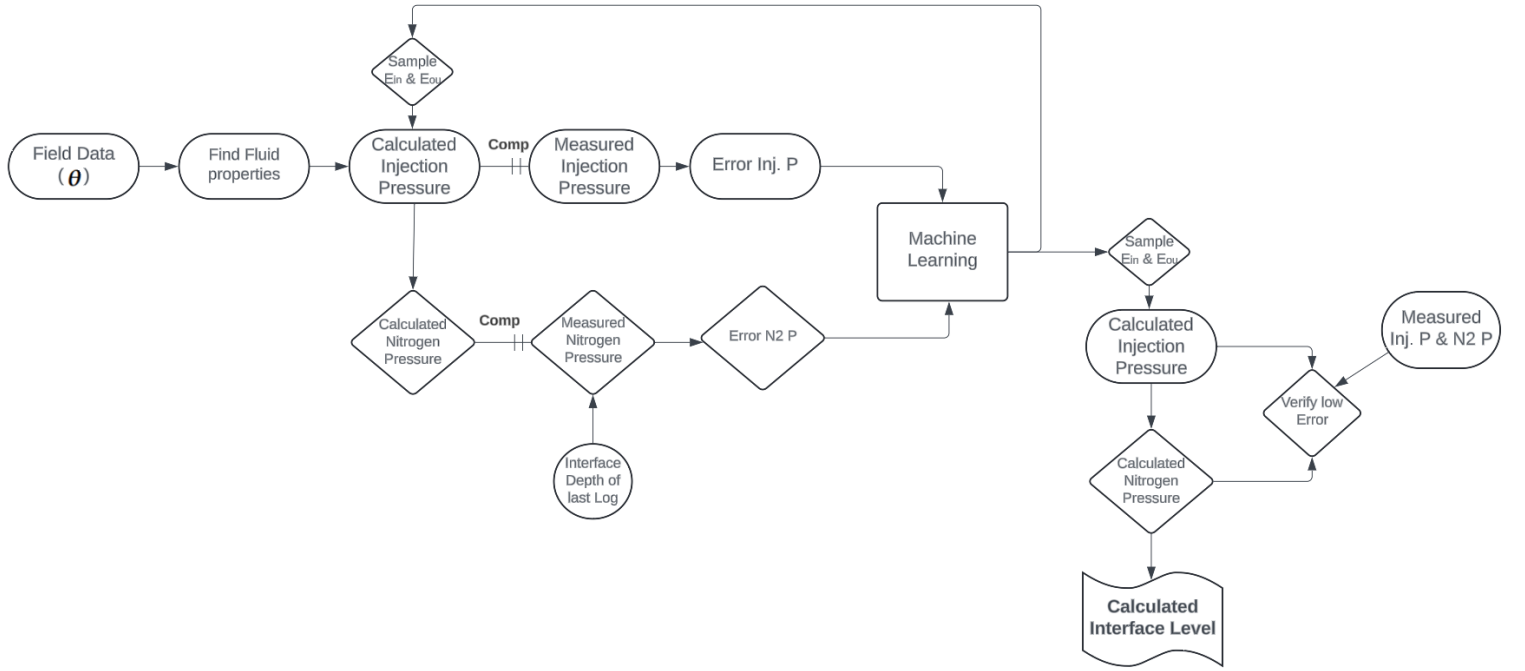 Sample
Ein & Eou
Field Data
(θ)
Find Fluid
properties
Calculated
Injection
Pressure
Comp
Measured
Injection
Pressure
Error Inj. P
Machine
Learning
Calculated
Nitrogen
Pressure
Comp
Measured
Nitrogen
Pressure
Error N2 P
Interface
Depth of
last Log
Sample
Ein & Eou
Calculated
Injection
Pressure
Measured
Inj. P & N2 P
Verify low
Error
Calculated
Nitrogen
Pressure
Calculated
Interface Level